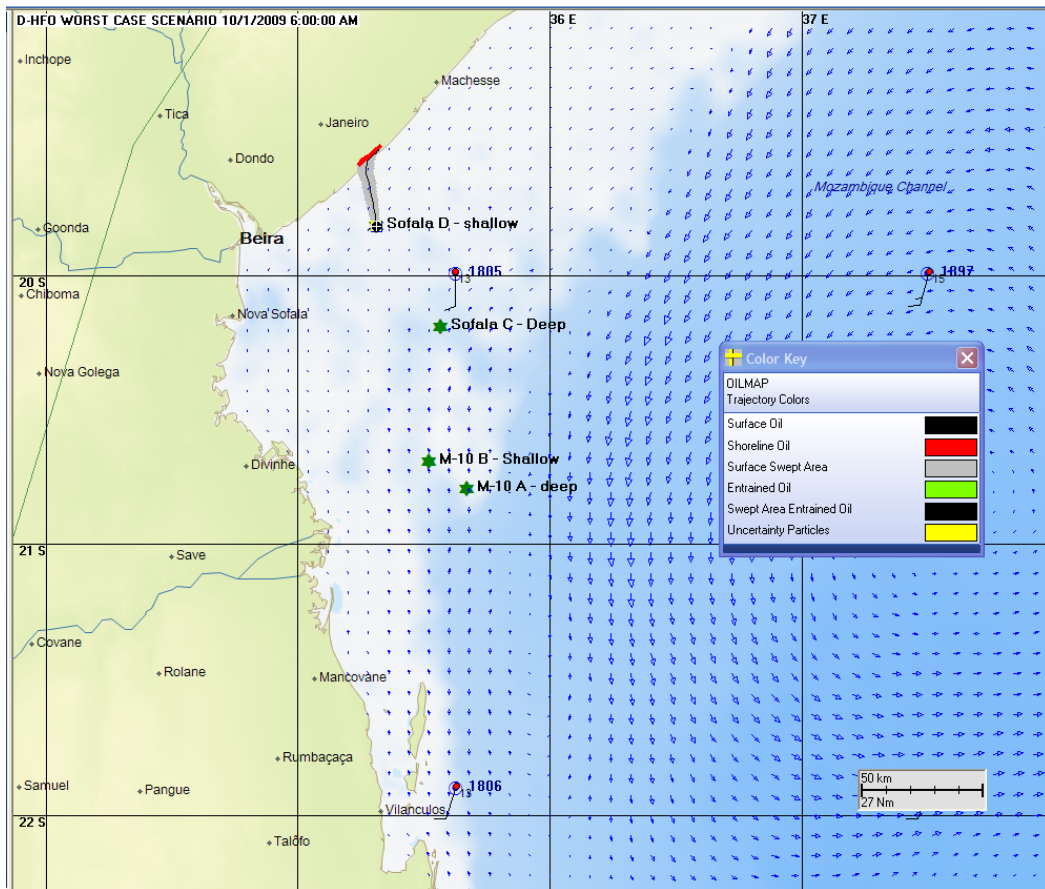 D-HFO WORST CASE SCENARIO 10/1/2009 6:00:00 AM
36 E
37 E
Inchope
Machesse
Tica
Janeiro
Dondo
Mozambique Channel
Sofala D - shallow
Goonda
Beira
1805
13
1897
15
20 S
Chiboma
Nova Sofala
Sofala C - Deep
Nova Golega
Color Key
OILMAP
Trajectory Colors
Surface Oil
Shoreline Oil
Surface Swept Area
Entrained Oil
Swept Area Entrained Oil
Uncertainty Particles
Divinhe
M-10 B - Shallow
M-10 A - deep
21 S
Save
Covane
Rolane
Mancovane
Rumbaçaça
Samuel
Pangue
1806
13
Vilanculos
50 km
27 Nm
22 S
Talôfo